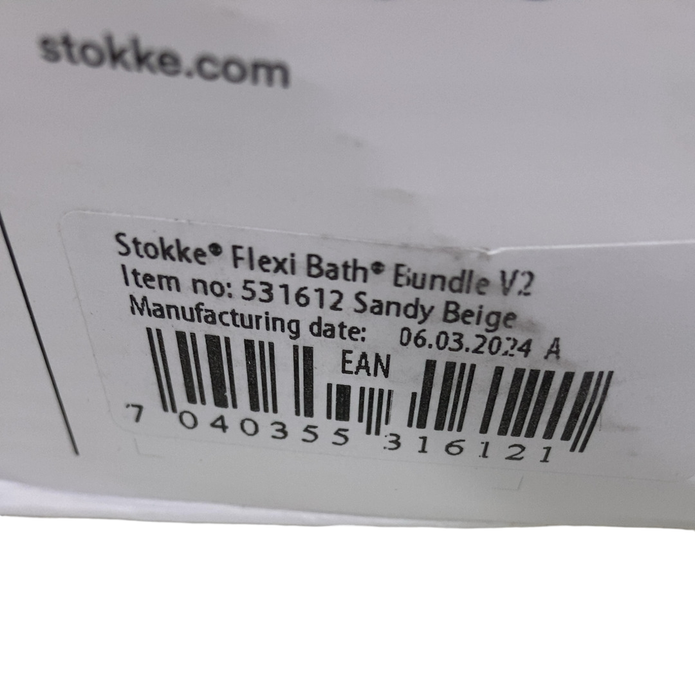 stokke.com
Stokke® Flexi Bath® Bundle V2
Item no: 531612 Sandy Beige
Manufacturing date: 06.03.2024 A
EAN
7 040355 316121